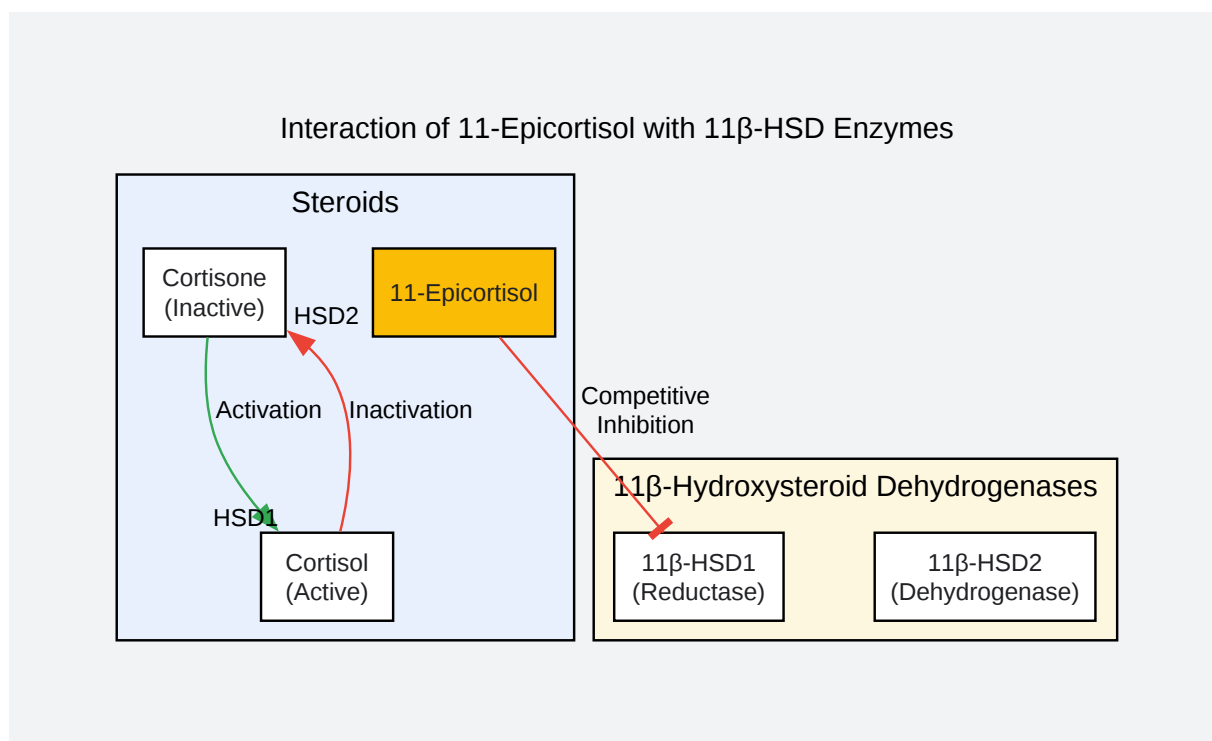 Interaction of 11-Epicortisol with 11β-HSD Enzymes
Steroids
Cortisone
(Inactive)
11-Epicortisol
HSD2
Activation
Inactivation
Competitive
Inhibition
HSD1
Cortisol
(Active)
11β-Hydroxysteroid Dehydrogenases
11β-HSD1
(Reductase)
11β-HSD2
(Dehydrogenase)